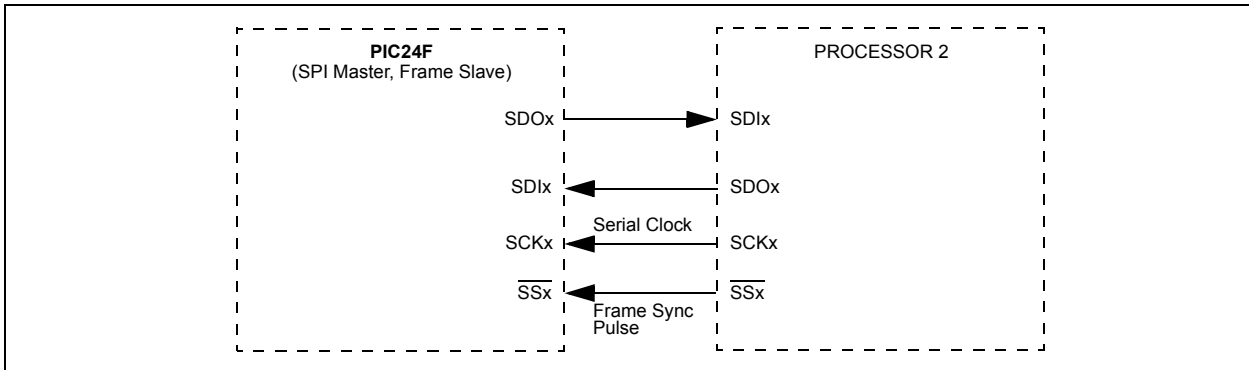 PIC24F
(SPI Master, Frame Slave)
PROCESSOR 2
SDOx
SDIx
SDIx
SDOx
Serial Clock
SCKx
SCKx
SSx
SSx
Frame Sync
Pulse